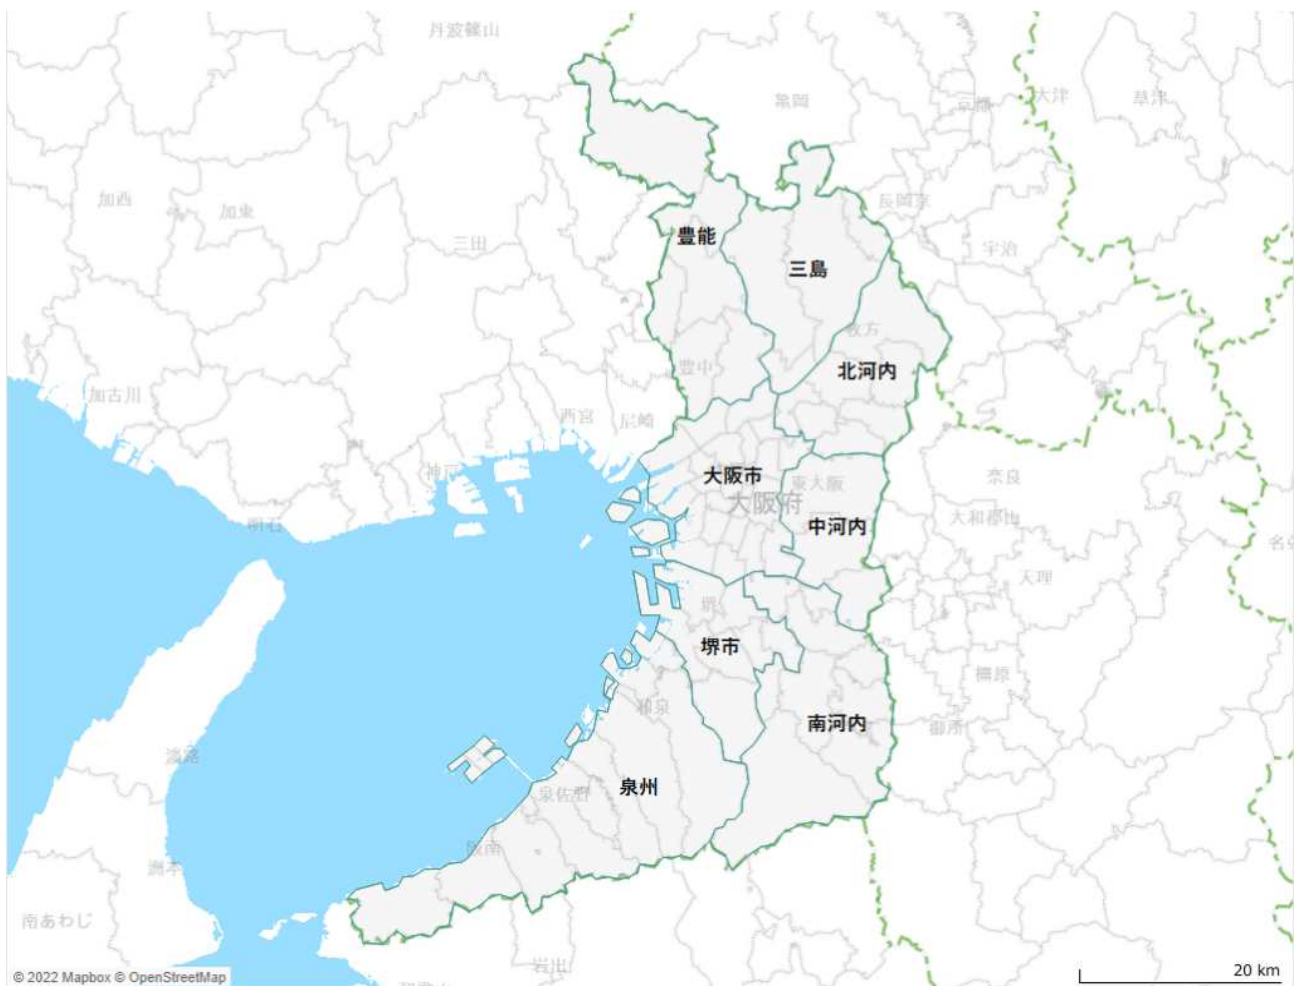 丹波篠山
亀岡
京都
大津
草津
加西
加東
長岡京
三田
豊能
宇治
三島
枚方
豊中
北河内
加古川
西宮
尼崎
神戸
大阪市
東大阪
奈良
大阪府
明石
中河内
大和郡山
天理
堺
堺市
橿原
和泉
南河内
御所
淡路
泉佐野
泉州
阪南
洲本
南あわじ
岩出
© 2022 Mapbox © OpenStreetMap
20 km